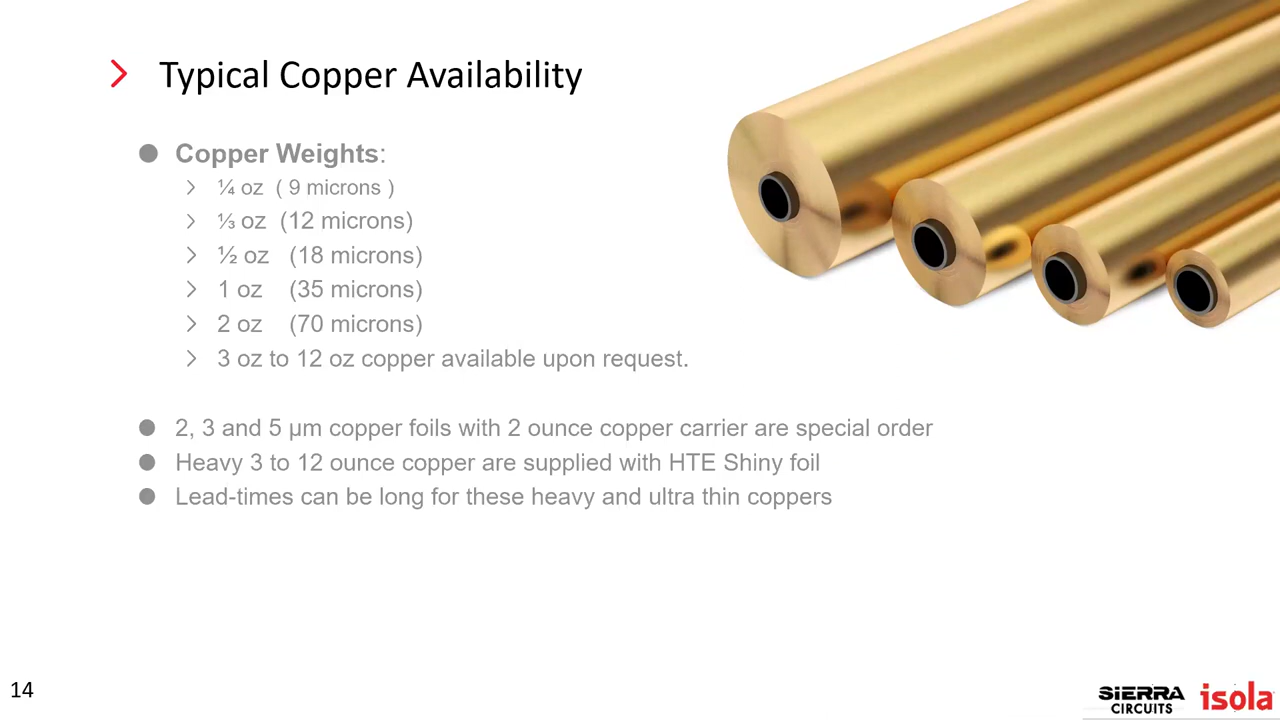 Typical Copper Availability
Copper Weights:
¼ oz ( 9 microns )
⅓ oz (12 microns)
½ oz (18 microns)
1 oz (35 microns)
2 oz (70 microns)
3 oz to 12 oz copper available upon request.
2, 3 and 5 µm copper foils with 2 ounce copper carrier are special order
Heavy 3 to 12 ounce copper are supplied with HTE Shiny foil
Lead-times can be long for these heavy and ultra thin coppers
14
SiERRA
CIRCUITS
isola